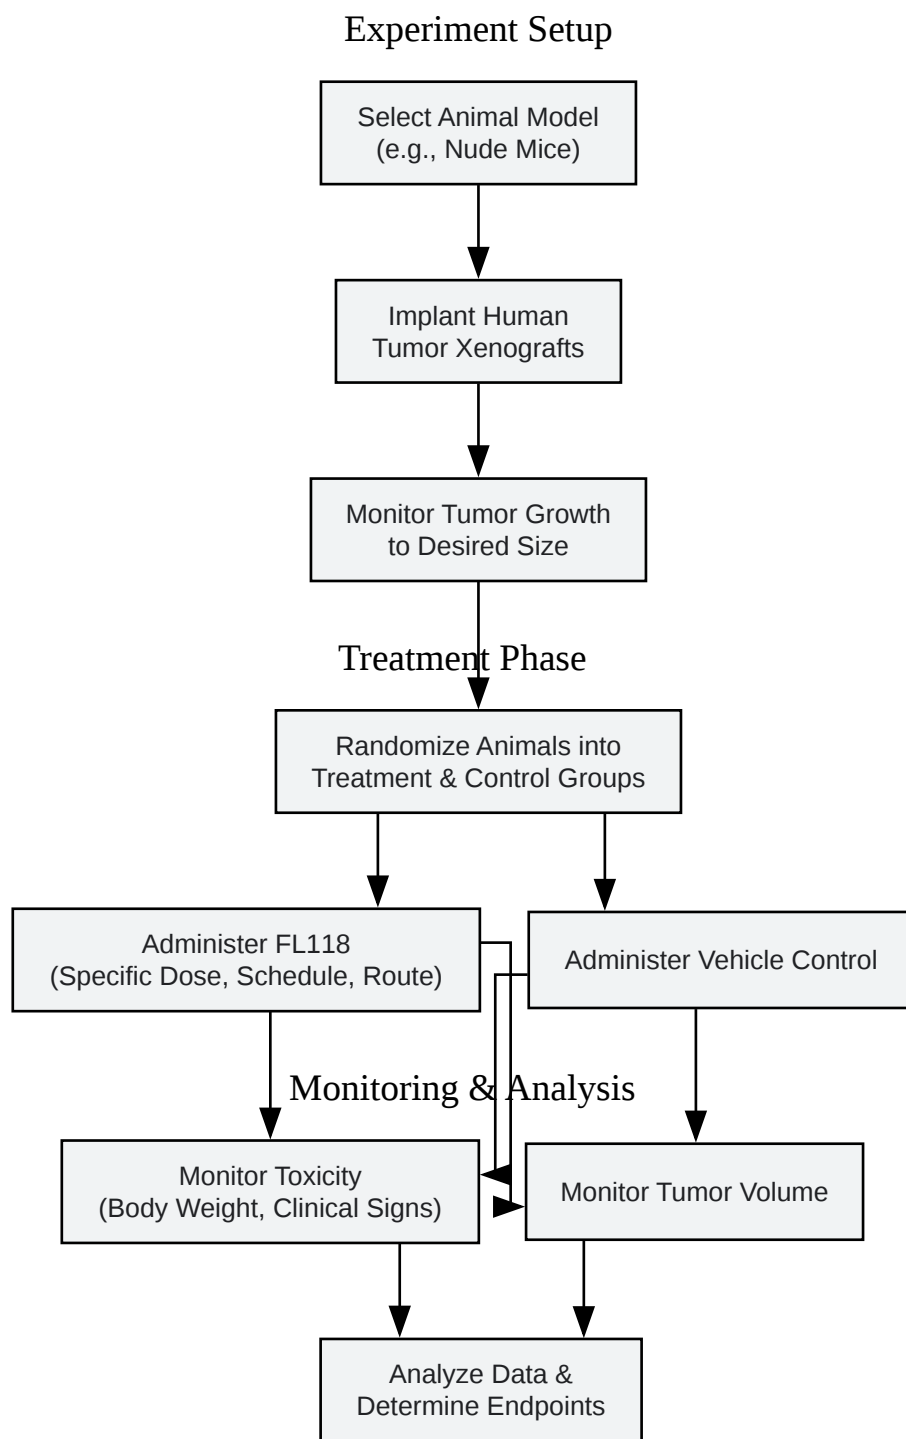 Experiment Setup
Select Animal Model
(e.g., Nude Mice)
Implant Human
Tumor Xenografts
Monitor Tumor Growth
to Desired Size
Treatment Phase
Randomize Animals into
Treatment & Control Groups
Administer FL118
(Specific Dose, Schedule, Route)
Administer Vehicle Control
Monitoring & Analysis
Monitor Toxicity
(Body Weight, Clinical Signs)
Monitor Tumor Volume
Analyze Data &
Determine Endpoints